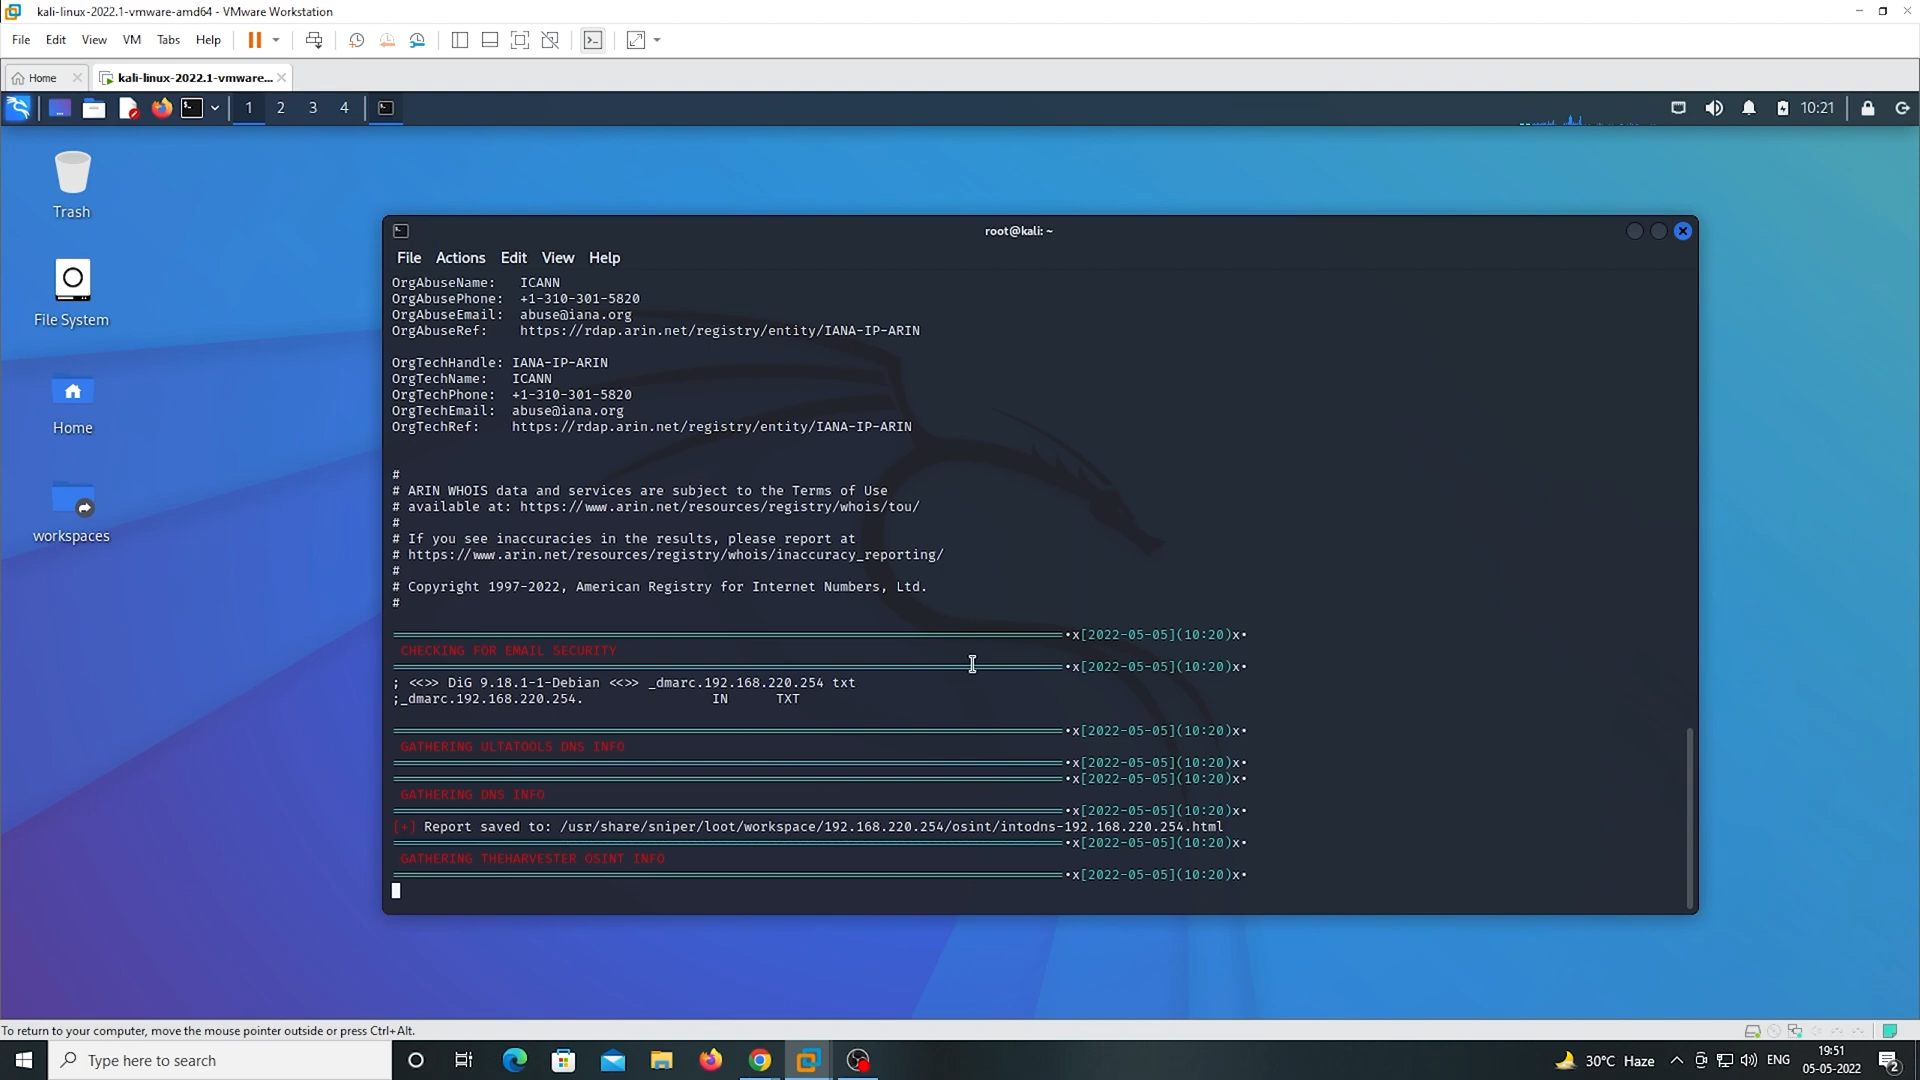 kali-linux-2022.1-vmware-amd64 - VMware Workstation
File Edit View VM Tabs Help
Home kali-linux-2022.1-vmware...
1 2 3 4 10:21
Trash
File System
Home
workspaces
root@kali: ~
File Actions Edit View Help
OrgAbuseName: ICANN
OrgAbusePhone: +1-310-301-5820
OrgAbuseEmail: abuse@iana.org
OrgAbuseRef: https://rdap.arin.net/registry/entity/IANA-IP-ARIN
OrgTechHandle: IANA-IP-ARIN
OrgTechName: ICANN
OrgTechPhone: +1-310-301-5820
OrgTechEmail: abuse@iana.org
OrgTechRef: https://rdap.arin.net/registry/entity/IANA-IP-ARIN
#
# ARIN WHOIS data and services are subject to the Terms of Use
# available at: https://www.arin.net/resources/registry/whois/tou/
#
# If you see inaccuracies in the results, please report at
# https://www.arin.net/resources/registry/whois/inaccuracy_reporting/
#
# Copyright 1997-2022, American Registry for Internet Numbers, Ltd.
#
•x[2022-05-05](10:20)x•
CHECKING FOR EMAIL SECURITY
•x[2022-05-05](10:20)x•
; <<>> DiG 9.18.1-1-Debian <<>> _dmarc.192.168.220.254 txt
;_dmarc.192.168.220.254. IN TXT
•x[2022-05-05](10:20)x•
GATHERING ULTATOOLS DNS INFO
•x[2022-05-05](10:20)x•
•x[2022-05-05](10:20)x•
GATHERING DNS INFO
•x[2022-05-05](10:20)x•
[+] Report saved to: /usr/share/sniper/loot/workspace/192.168.220.254/osint/intodns-192.168.220.254.html
•x[2022-05-05](10:20)x•
GATHERING THEHARVESTER OSINT INFO
•x[2022-05-05](10:20)x•
To return to your computer, move the mouse pointer outside or press Ctrl+Alt.
Type here to search
30°C Haze
ENG
19:51
05-05-2022
2